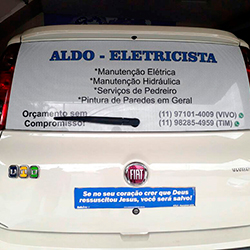 ALDO - ELETRICISTA
*Manutenção Elétrica
*Manutenção Hidráulica
*Serviços de Pedreiro
*Pintura de Paredes em Geral
Orçamento sem (11) 97101-4009 (VIVO)
Compromisso! (11) 98285-4959 (TIM)
FIAT
Se no seu coração crer que Deus
ressuscitou Jesus, você será salvo!